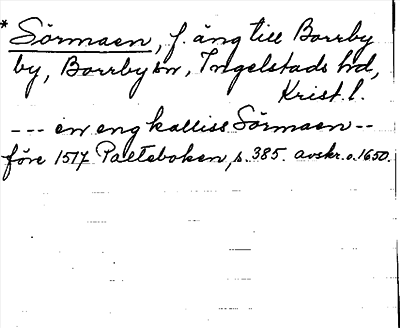 * Sörmaen, f. äng till Borrby
by, Borrby sn, Ingelstads hd,
Krist. l.
--- en eng kalliss Sörmaen --
före 1517 Palteboken, s. 385. avskr. o. 1650.